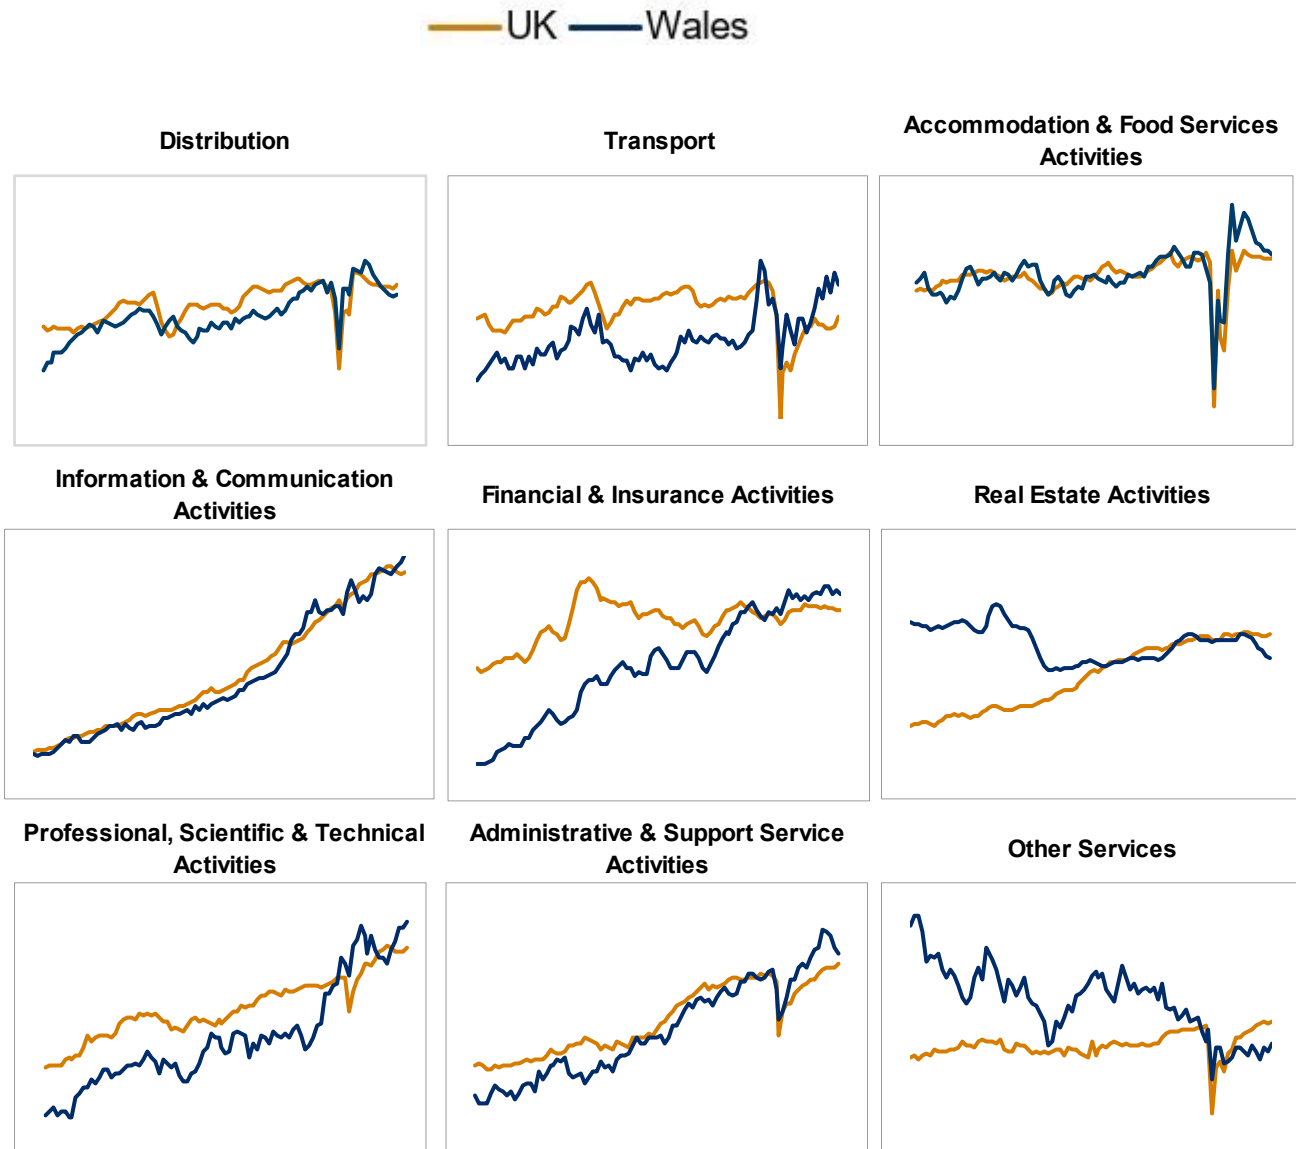 UK Wales
Distribution
Transport
Accommodation & Food Services
Activities
Information & Communication
Activities
Financial & Insurance Activities
Real Estate Activities
Professional, Scientific & Technical
Activities
Administrative & Support Service
Activities
Other Services